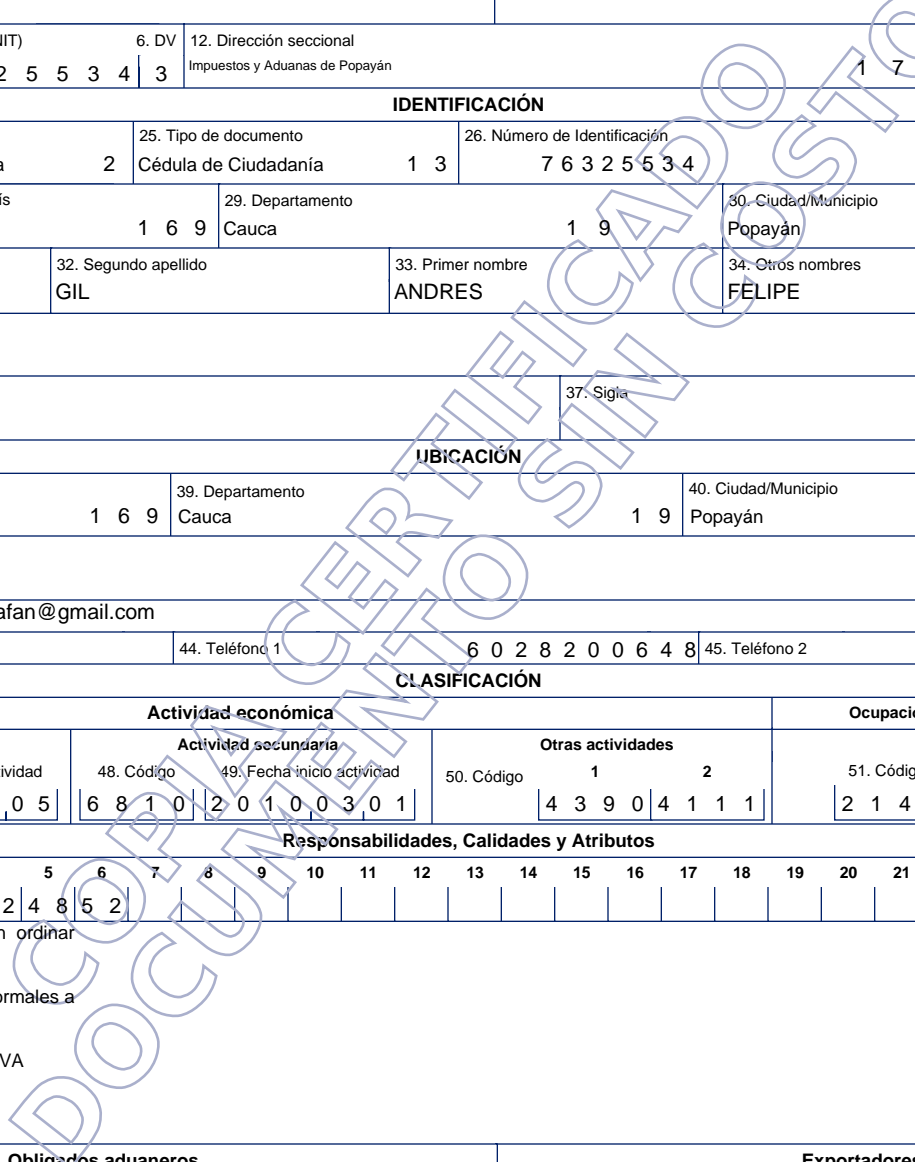 NIT) 6. DV 12. Dirección seccional
2 5 5 3 4 3 Impuestos y Aduanas de Popayán 1 7
IDENTIFICACIÓN
25. Tipo de documento 26. Número de Identificación
a 2 Cédula de Ciudadanía 1 3 7 6 3 2 5 5 3 4
ís 29. Departamento 30. Ciudad/Municipio
1 6 9 Cauca 1 9 Popayán
32. Segundo apellido 33. Primer nombre 34. Otros nombres
GIL ANDRES FELIPE
37. Sigla
UBICACIÓN
39. Departamento 40. Ciudad/Municipio
1 6 9 Cauca 1 9 Popayán
afan@gmail.com
44. Teléfono 1 6 0 2 8 2 0 0 6 4 8 45. Teléfono 2
CLASIFICACIÓN
Actividad económica Ocupació
Actividad secundaria Otras actividades
ividad 48. Código 49. Fecha inicio actividad 50. Código 1 2 51. Códig
0 5 6 8 1 0 2 0 1 0 0 3 0 1 4 3 9 0 4 1 1 1 2 1 4
Responsabilidades, Calidades y Atributos
5 6 7 8 9 10 11 12 13 14 15 16 17 18 19 20 21
2 4 8 5 2
n ordinar
ormales a
VA
Obligados aduaneros Exportadores
COPIA CERTIFICADO
DOCUMENTO SIN COSTO